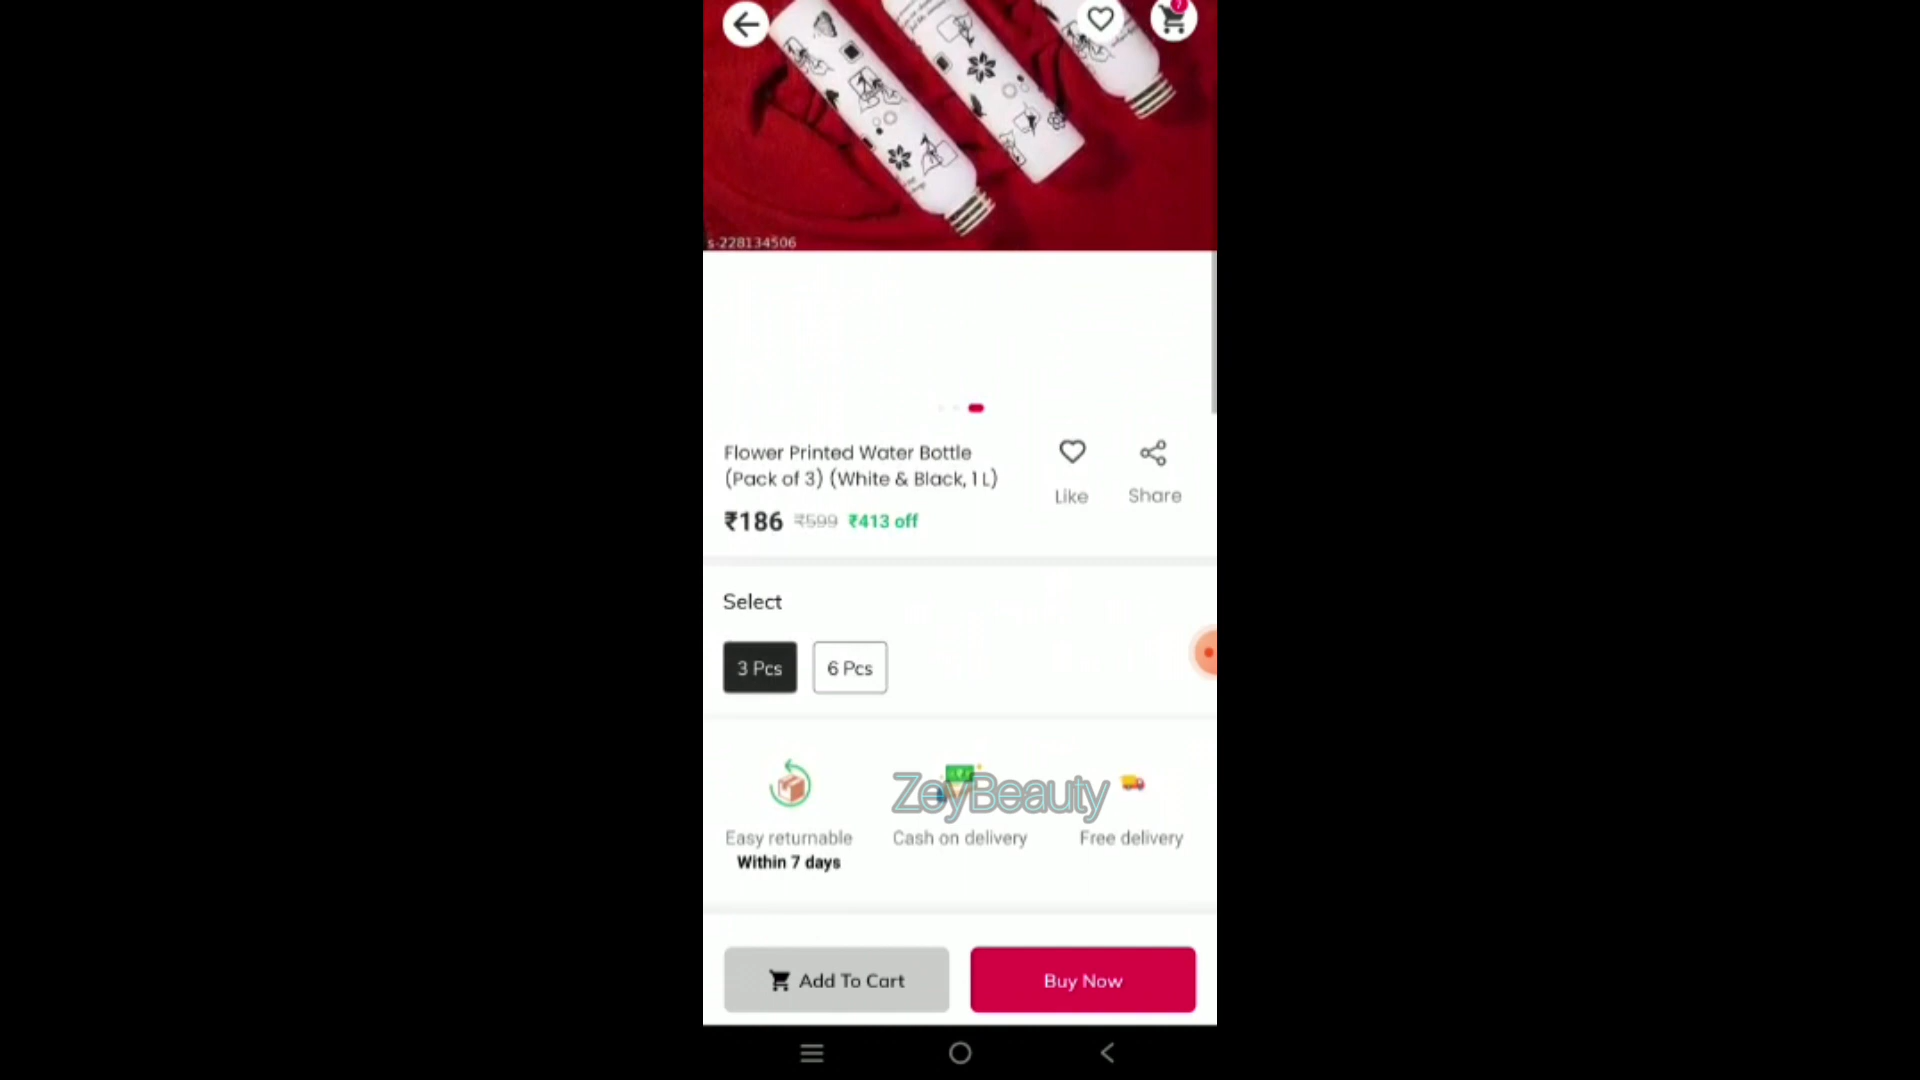 7
s-228134506
Flower Printed Water Bottle
(Pack of 3) (White & Black, 1 L)
Like
Share
₹186 ₹599 ₹413 off
Select
3 Pcs
6 Pcs
ZeyBeauty
Easy returnable
Within 7 days
Cash on delivery
Free delivery
Add To Cart
Buy Now